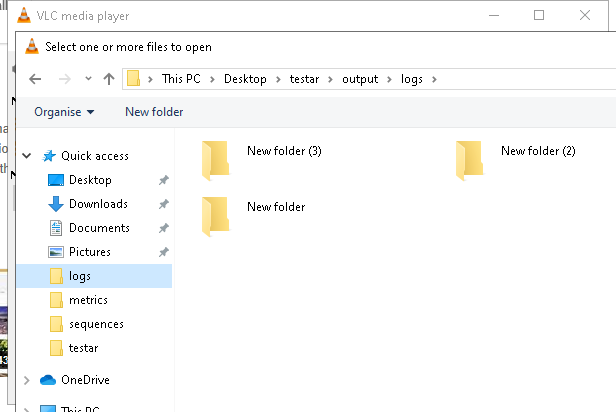 VLC media player
Select one or more files to open
This PC > Desktop > testar > output > logs >
Organise
New folder
New folder (3)
New folder (2)
New folder
Quick access
Desktop
Downloads
Documents
Pictures
logs
metrics
sequences
testar
OneDrive
This PC